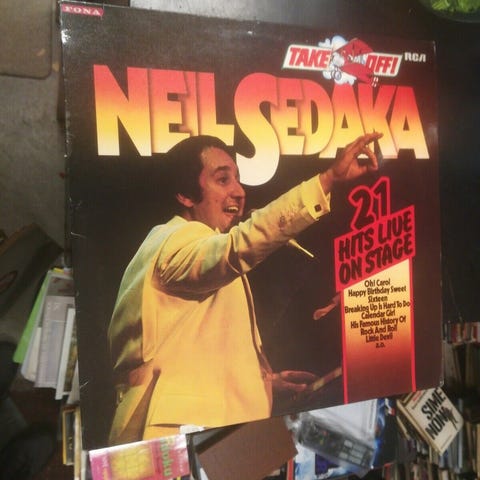 FONA
TAKE OFF!
RCA
NEIL SEDAKA
21
HITS LIVE
ON STAGE
Oh! Carol
Happy Birthday Sweet
Sixteen
Breaking Up Is Hard To Do
Calendar Girl
His Famous History Of
Rock And Roll
Little Devil
a.o.